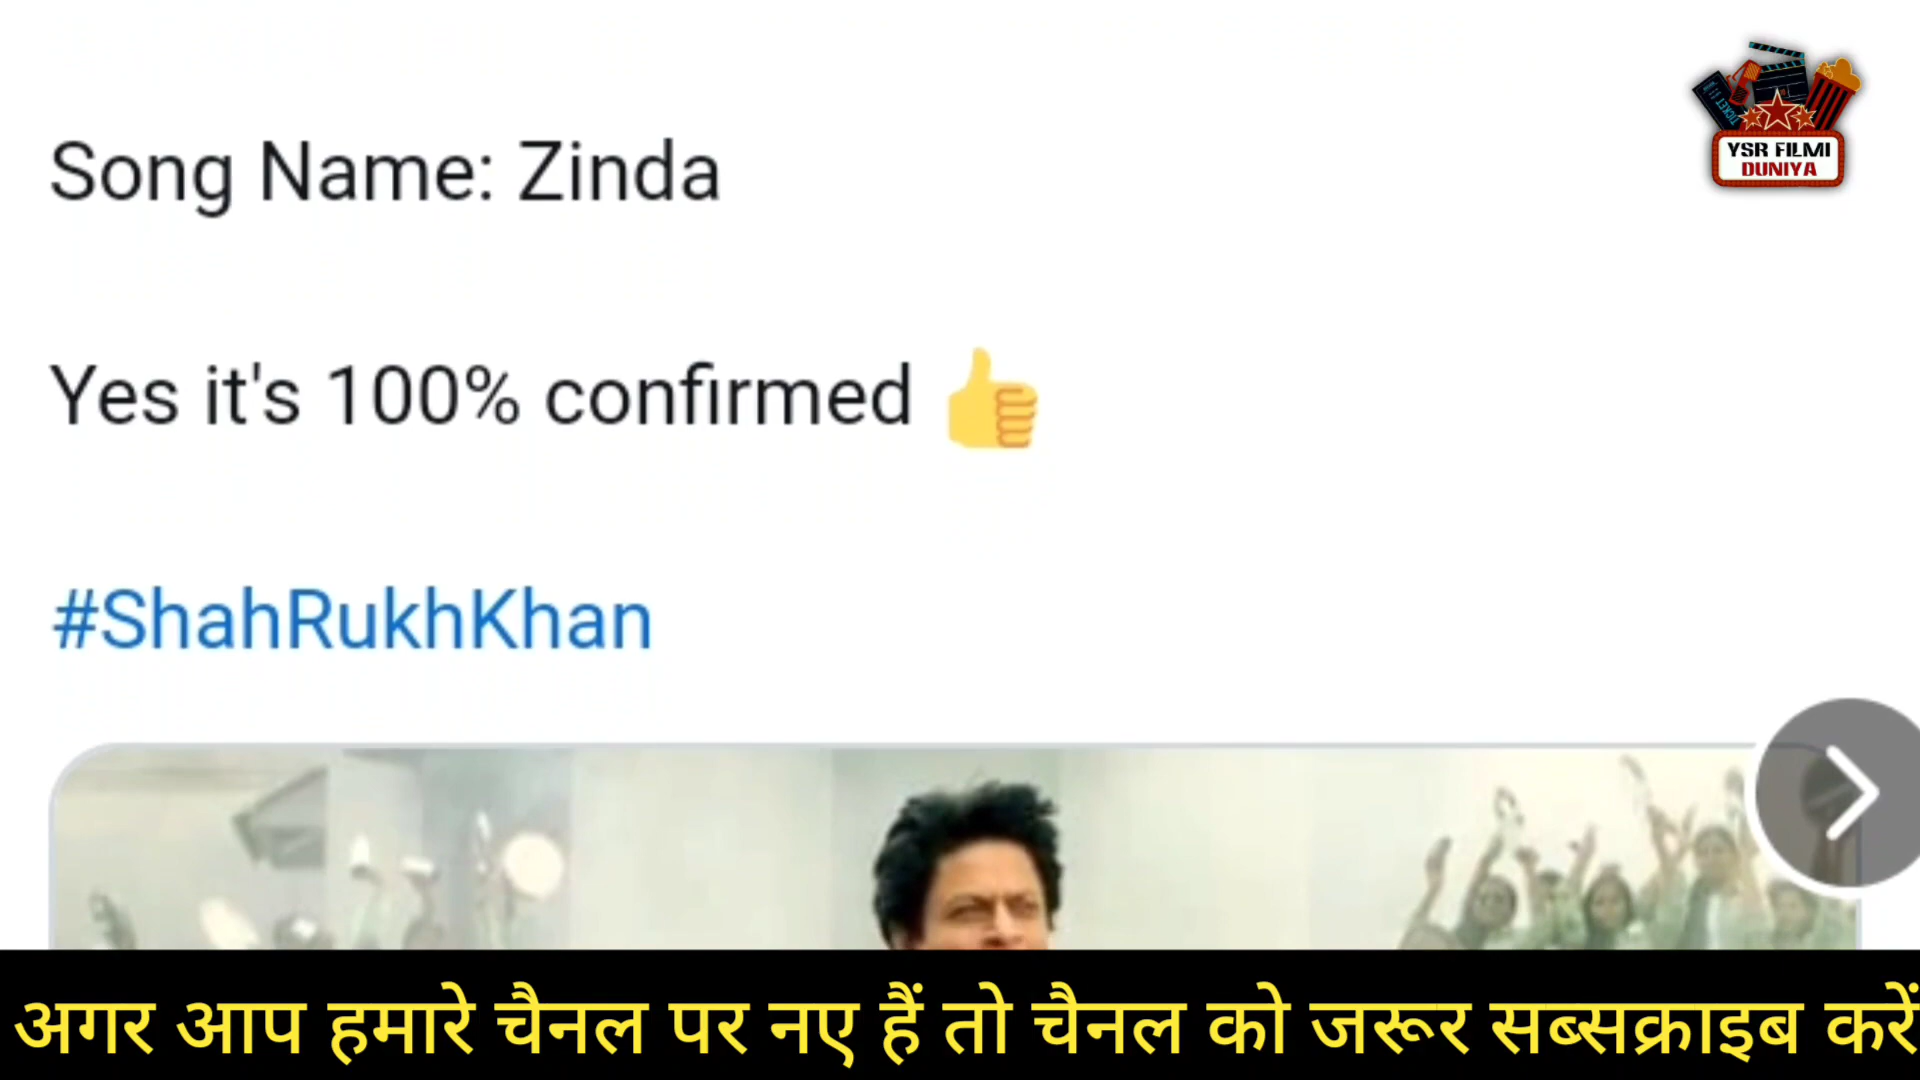 TICKET
YSR FILMI
DUNIYA
Song Name: Zinda
Yes it's 100% confirmed 👍
#ShahRukhKhan
अगर आप हमारे चैनल पर नए हैं तो चैनल को जरूर सब्सक्राइब करें